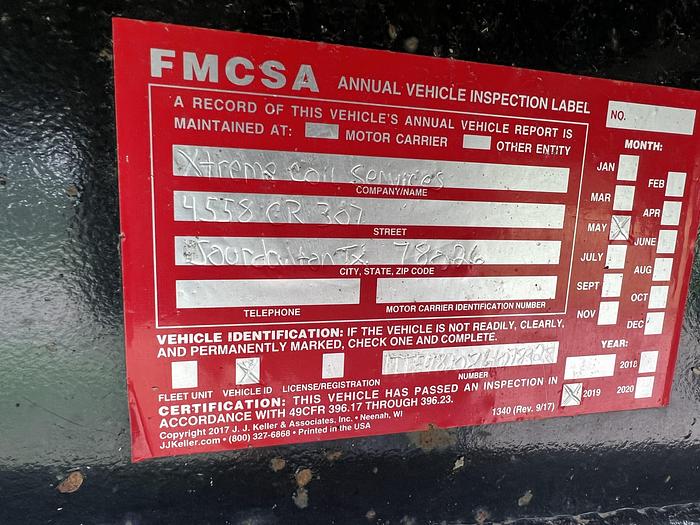 FMCSA ANNUAL VEHICLE INSPECTION LABEL
NO.
A RECORD OF THIS VEHICLE'S ANNUAL VEHICLE REPORT IS
MAINTAINED AT: MOTOR CARRIER OTHER ENTITY
Xtreme Coil Services
COMPANY/NAME
4558 CR 307
STREET
Jourdanton TX 78026
CITY, STATE, ZIP CODE
TELEPHONE
MOTOR CARRIER IDENTIFICATION NUMBER
MONTH:
JAN FEB
MAR APR
MAY JUNE
JULY AUG
SEPT OCT
NOV DEC
VEHICLE IDENTIFICATION: IF THE VEHICLE IS NOT READILY, CLEARLY,
AND PERMANENTLY MARKED, CHECK ONE AND COMPLETE.
FLEET UNIT VEHICLE ID LICENSE/REGISTRATION
NUMBER
YEAR:
2018
2019 2020
CERTIFICATION: THIS VEHICLE HAS PASSED AN INSPECTION IN
ACCORDANCE WITH 49CFR 396.17 THROUGH 396.23.
Copyright 2017 J. J. Keller & Associates, Inc. • Neenah, WI
JJKeller.com • (800) 327-6868 • Printed in the USA
1340 (Rev. 9/17)